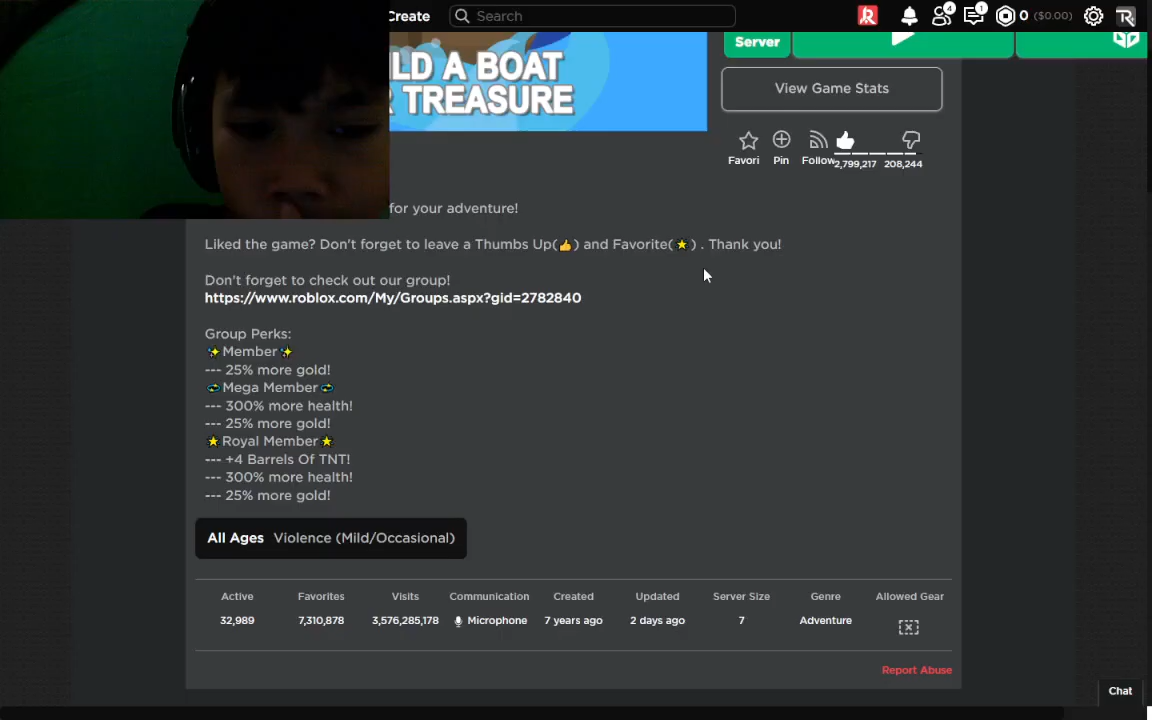 Create
Search
4
1
0 ($0.00)
LD A BOAT
TREASURE
Server
View Game Stats
Favori Pin Follow 2,799,217 208,244
for your adventure!
Liked the game? Don't forget to leave a Thumbs Up(👍) and Favorite(⭐) . Thank you!
Don't forget to check out our group!
https://www.roblox.com/My/Groups.aspx?gid=2782840
Group Perks:
✨Member✨
--- 25% more gold!
Mega Member
--- 300% more health!
--- 25% more gold!
⭐Royal Member⭐
--- +4 Barrels Of TNT!
--- 300% more health!
--- 25% more gold!
All Ages Violence (Mild/Occasional)
Active Favorites Visits Communication Created Updated Server Size Genre Allowed Gear
32,989 7,310,878 3,576,285,178 Microphone 7 years ago 2 days ago 7 Adventure
Report Abuse
Chat